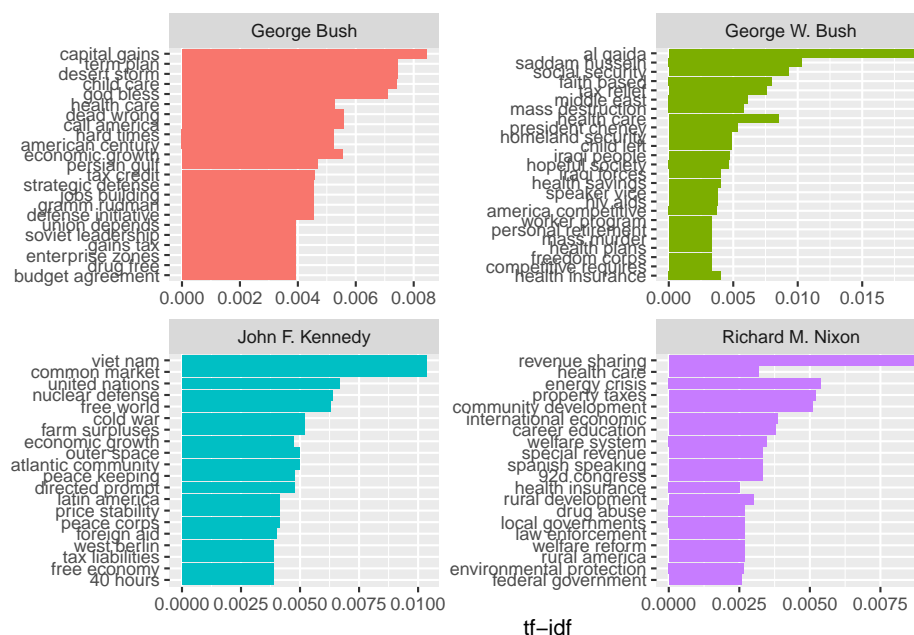 George Bush
capital gains
term plan
desert storm
child care
god bless
health care
dead wrong
call america
hard times
american century
economic growth
persian gulf
tax credit
strategic defense
jobs building
gramm rudman
defense initiative
union depends
soviet leadership
gains tax
enterprise zones
drug free
budget agreement
0.000 0.002 0.004 0.006 0.008
George W. Bush
al qaida
saddam hussein
social security
faith based
tax relief
middle east
mass destruction
health care
president cheney
homeland security
child left
iraqi people
hopeful society
iraqi forces
health savings
speaker vice
hiv aids
america competitive
worker program
personal retirement
mass murder
health plans
freedom corps
competitive requires
health insurance
0.000 0.005 0.010 0.015
John F. Kennedy
viet nam
common market
united nations
nuclear defense
free world
cold war
farm surpluses
economic growth
outer space
atlantic community
peace keeping
directed prompt
latin america
price stability
peace corps
foreign aid
west berlin
tax liabilities
free economy
40 hours
0.0000 0.0025 0.0050 0.0075 0.0100
Richard M. Nixon
revenue sharing
health care
energy crisis
property taxes
community development
international economic
career education
welfare system
special revenue
spanish speaking
92d congress
health insurance
rural development
drug abuse
local governments
law enforcement
welfare reform
rural america
environmental protection
federal government
0.0000 0.0025 0.0050 0.0075
tf−idf